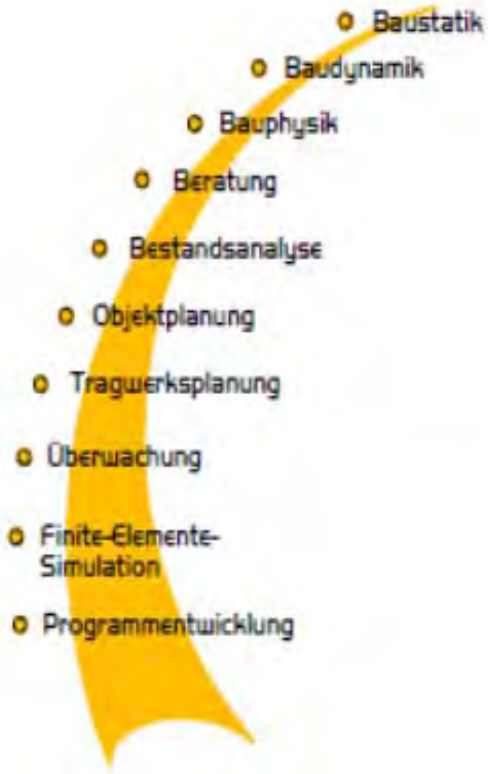 Baustatik
Baudynamik
Bauphysik
Beratung
Bestandsanalyse
Objektplanung
Tragwerksplanung
Überwachung
Finite-Elemente-
Simulation
Programmentwicklung